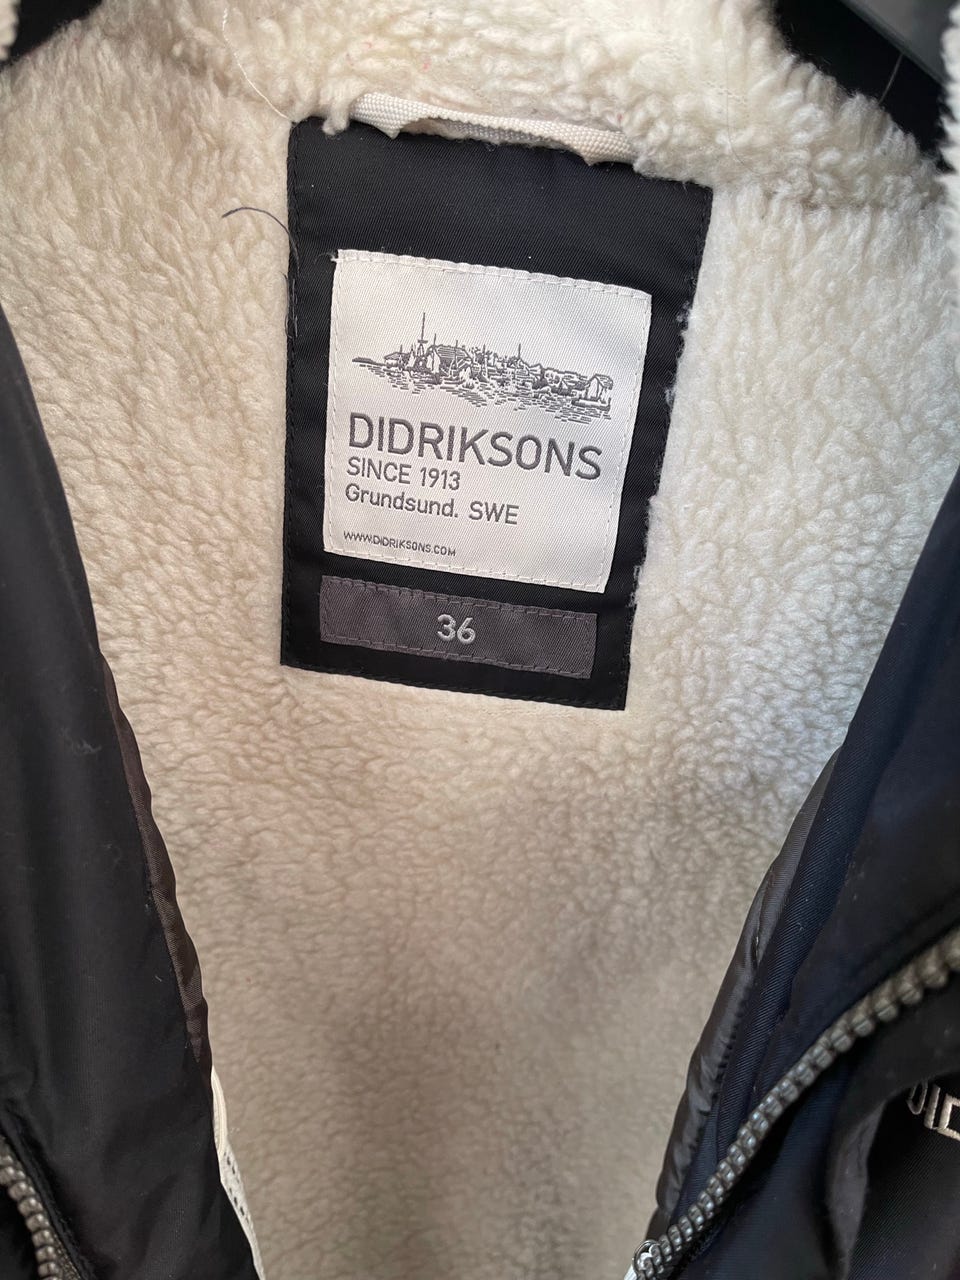 DIDRIKSONS
SINCE 1913
Grundsund. SWE
WWW.DIDRIKSONS.COM
36